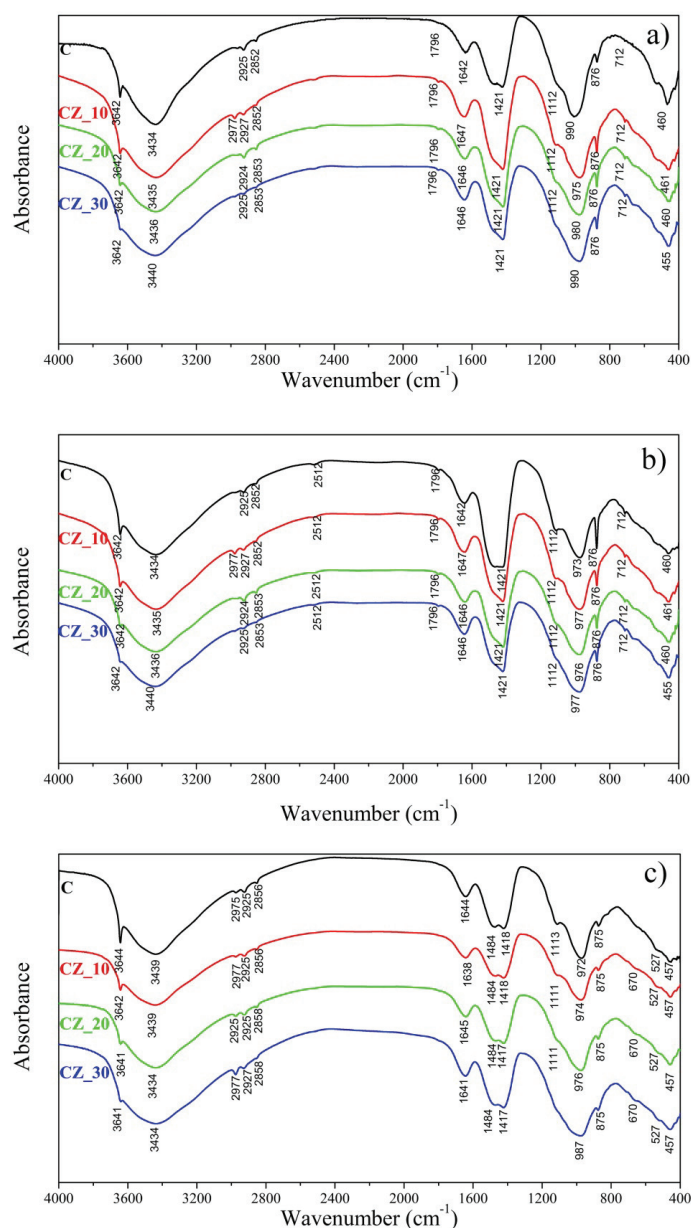 a)
Absorbance
C
3642 3434 2925 2852 1796 1642 1421 1112 990 876 712 460
CZ_10
3642 3435 2977 2927 2852 1796 1647 1421 1112 975 876 712 461
CZ_20
3642 3436 2924 2853 1796 1646 1421 1112 980 876 712 460
CZ_30
3642 3440 2925 2853 1796 1646 1421 1112 990 876 712 455
4000 3600 3200 2800 2400 2000 1600 1200 800 400
Wavenumber (cm⁻¹)
b)
Absorbance
C
3642 3434 2925 2852 2512 1796 1642 1421 1112 973 876 712 460
CZ_10
3642 3435 2977 2927 2852 2512 1796 1647 1421 1112 977 876 712 461
CZ_20
3642 3436 2924 2853 2512 1796 1646 1421 1112 976 876 712 460
CZ_30
3642 3440 2925 2853 2512 1796 1646 1421 1112 977 876 712 455
4000 3600 3200 2800 2400 2000 1600 1200 800 400
Wavenumber (cm⁻¹)
c)
Absorbance
C
3644 3439 2975 2925 2856 1644 1484 1418 1113 972 875 527 457
CZ_10
3642 3439 2977 2925 2856 1638 1484 1418 1111 974 875 670 527 457
CZ_20
3641 3434 2925 2925 2858 1645 1484 1417 1111 976 875 670 527 457
CZ_30
3641 3434 2977 2927 2858 1641 1484 1417 987 875 670 527 457
4000 3600 3200 2800 2400 2000 1600 1200 800 400
Wavenumber (cm⁻¹)